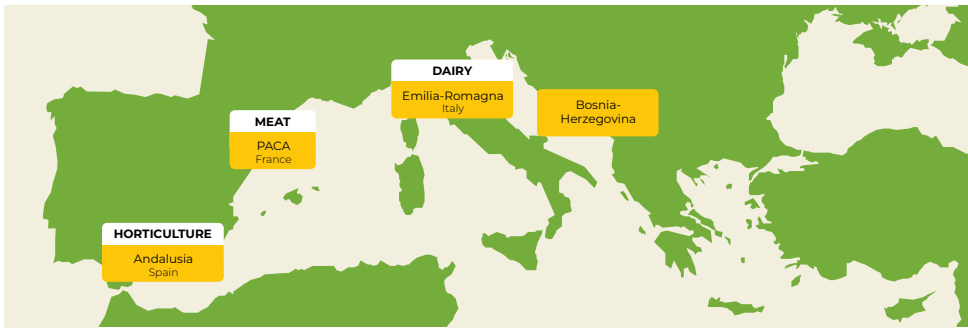 DAIRY
Emilia-Romagna
Italy
Bosnia-
Herzegovina
MEAT
PACA
France
HORTICULTURE
Andalusia
Spain